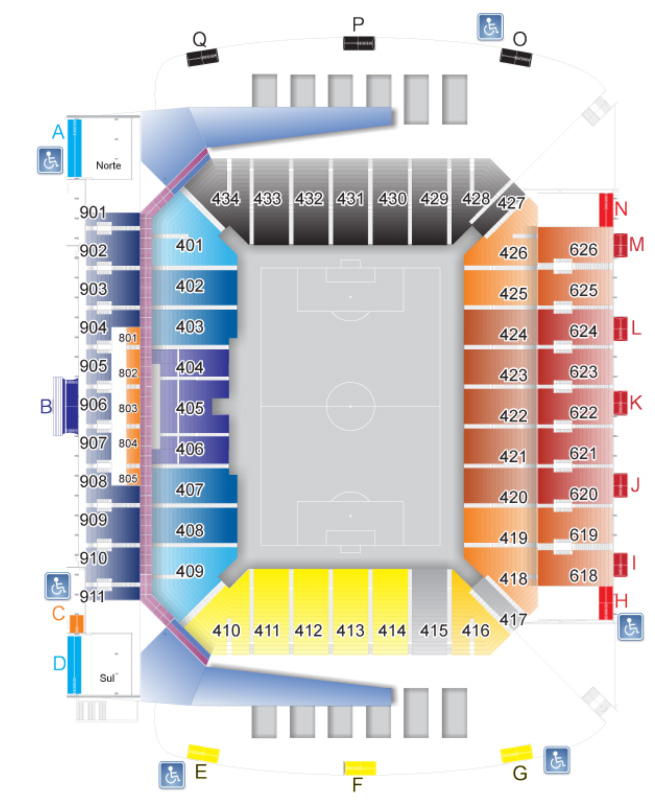 Q P O
A
Norte
434 433 432 431 430 429 428 427
N
901
401 426 626 M
902
402 425 625
903
403 424 624 L
904
801
404 423 623
905
802
B 906 803 405 422 622 K
907 804 406 421 621
908 805 407 420 620 J
909 408 419 619
910 409 418 618 I
911
H
C
410 411 412 413 414 415 416 417
D
Sul
E F G